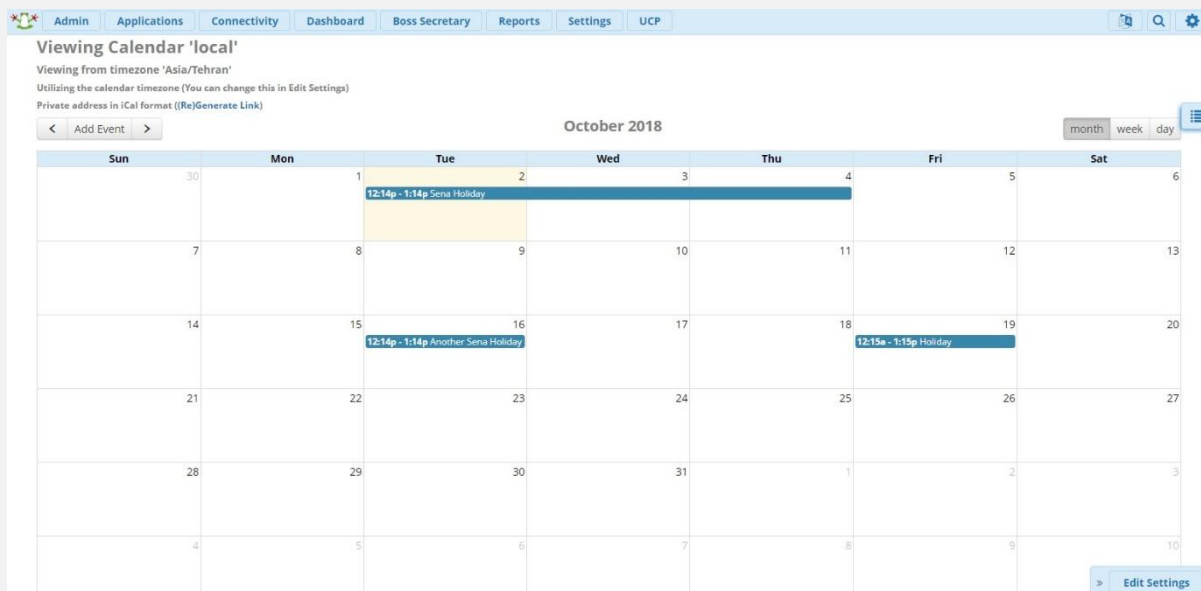 Admin Applications Connectivity Dashboard Boss Secretary Reports Settings UCP
Viewing Calendar 'local'
Viewing from timezone 'Asia/Tehran'
Utilizing the calendar timezone (You can change this in Edit Settings)
Private address in iCal format ((Re)Generate Link)
< Add Event > October 2018 month week day
Sun Mon Tue Wed Thu Fri Sat
30 1 2 3 4 5 6
12:14p - 1:14p Sena Holiday
7 8 9 10 11 12 13
14 15 16 17 18 19 20
12:14p - 1:14p Another Sena Holiday 12:15a - 1:15p Holiday
21 22 23 24 25 26 27
28 29 30 31 1 2 3
4 5 6 7 8 9 10
» Edit Settings